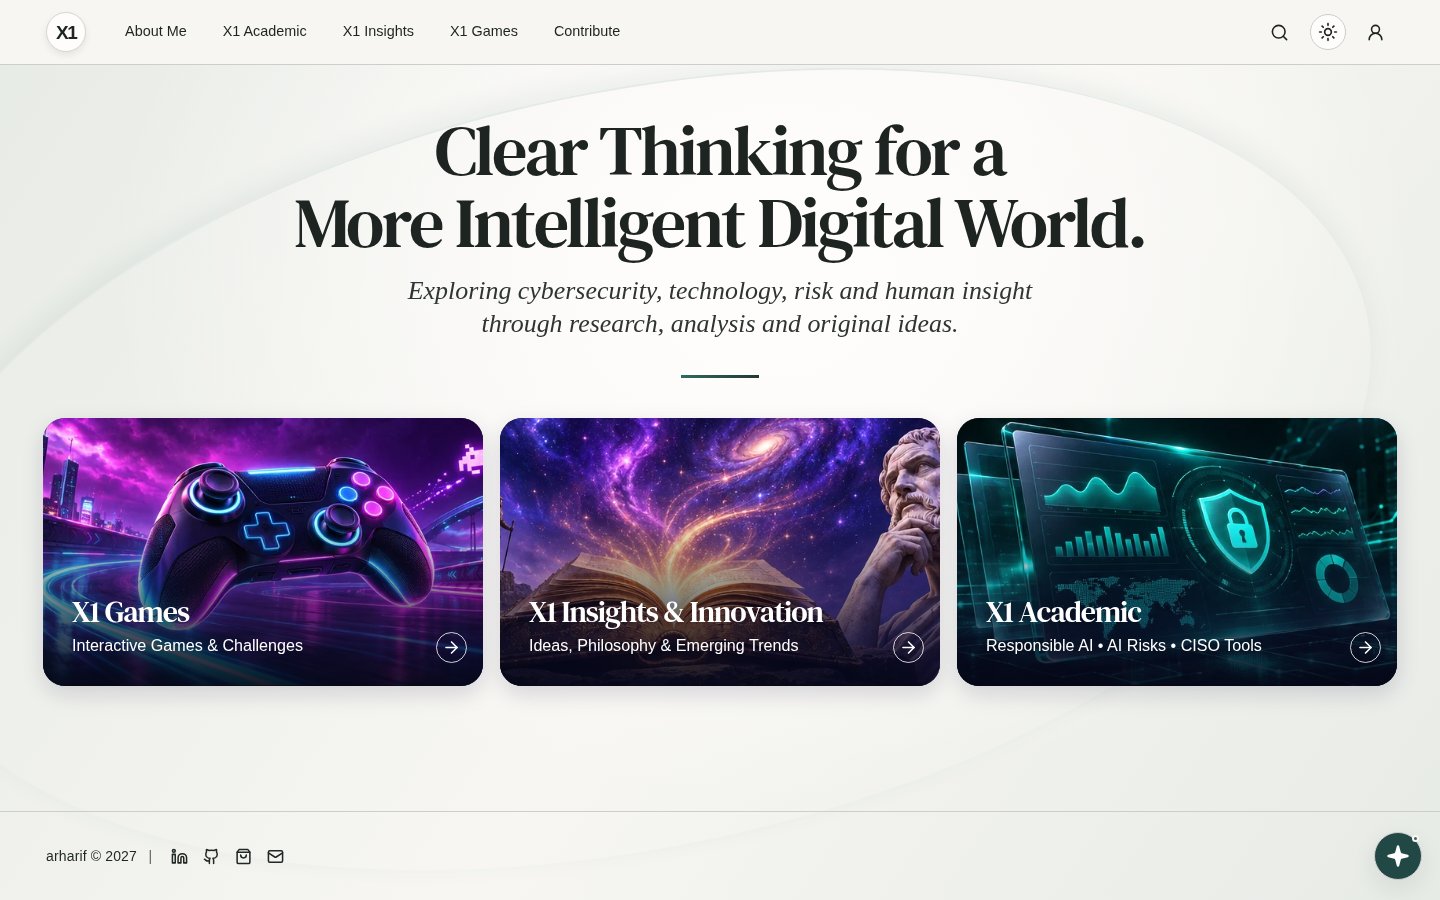 X1
About Me
X1 Academic
X1 Insights
X1 Games
Contribute
Clear Thinking for a
More Intelligent Digital World.
Exploring cybersecurity, technology, risk and human insight
through research, analysis and original ideas.
X1 Games
Interactive Games & Challenges
X1 Insights & Innovation
Ideas, Philosophy & Emerging Trends
X1 Academic
Responsible AI • AI Risks • CISO Tools
arharif © 2027 |